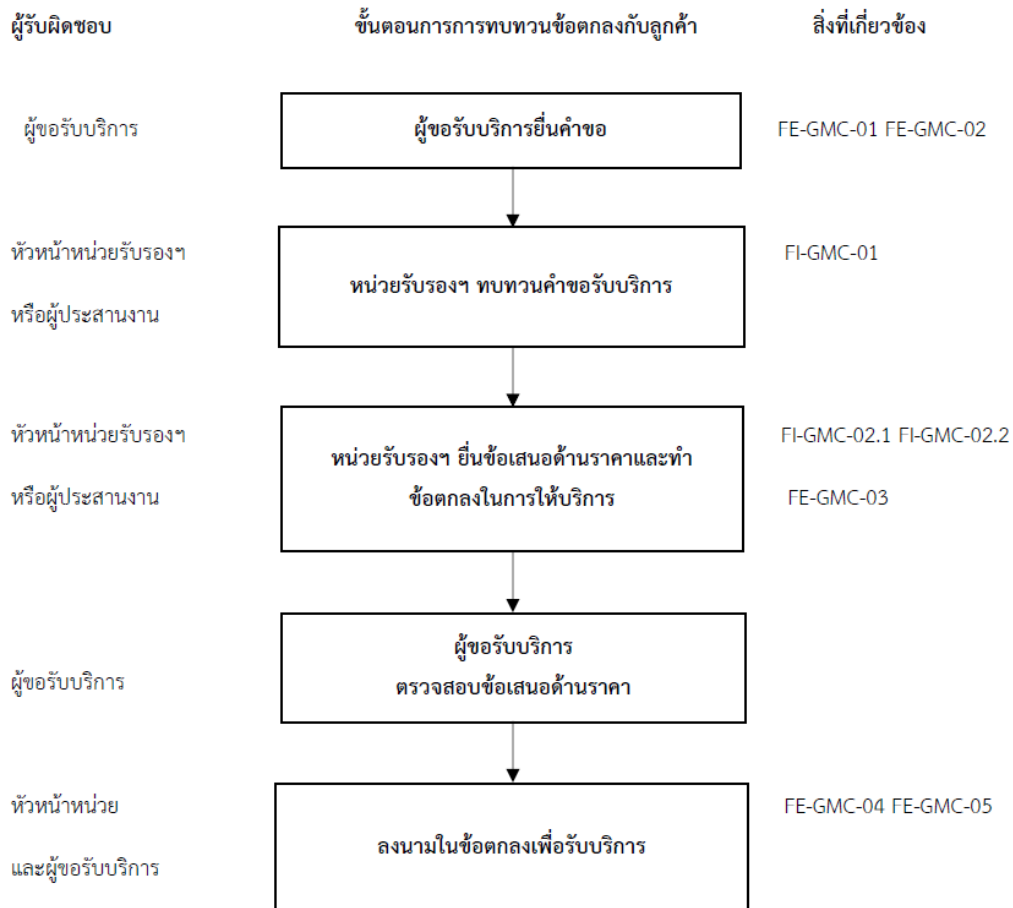 ผู้รับผิดชอบ ขั้นตอนการการทบทวนข้อตกลงกับลูกค้า สิ่งที่เกี่ยวข้อง
ผู้ขอรับบริการ ผู้ขอรับบริการยื่นคำขอ FE-GMC-01 FE-GMC-02
หัวหน้าหน่วยรับรองฯ FI-GMC-01
หน่วยรับรองฯ ทบทวนคำขอรับบริการ
หรือผู้ประสานงาน
หัวหน้าหน่วยรับรองฯ FI-GMC-02.1 FI-GMC-02.2
หน่วยรับรองฯ ยื่นข้อเสนอด้านราคาและทำ
หรือผู้ประสานงาน ข้อตกลงในการให้บริการ FE-GMC-03
ผู้ขอรับบริการ
ผู้ขอรับบริการ ตรวจสอบข้อเสนอด้านราคา
หัวหน้าหน่วย FE-GMC-04 FE-GMC-05
ลงนามในข้อตกลงเพื่อรับบริการ
และผู้ขอรับบริการ